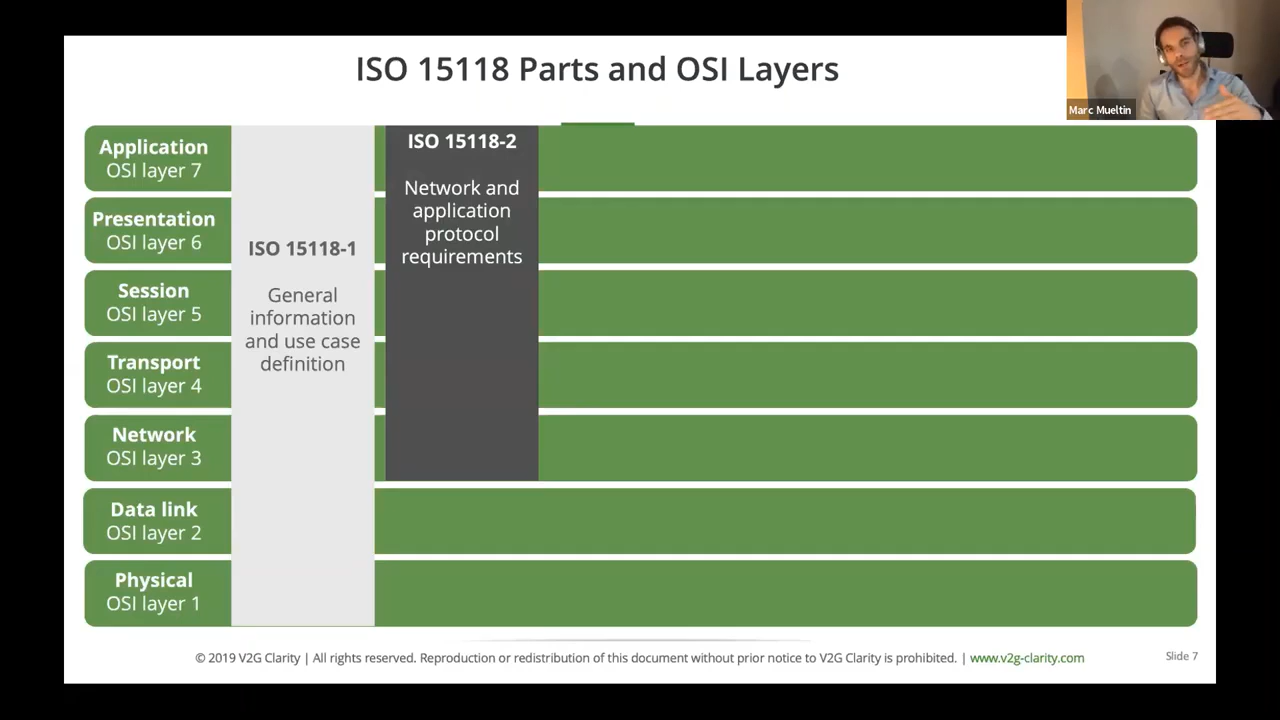 ISO 15118 Parts and OSI Layers
Marc Mueltin
Application
OSI layer 7
Presentation
OSI layer 6
Session
OSI layer 5
Transport
OSI layer 4
Network
OSI layer 3
Data link
OSI layer 2
Physical
OSI layer 1
ISO 15118-1
General
information
and use case
definition
ISO 15118-2
Network and
application
protocol
requirements
© 2019 V2G Clarity | All rights reserved. Reproduction or redistribution of this document without prior notice to V2G Clarity is prohibited. | www.v2g-clarity.com
Slide 7